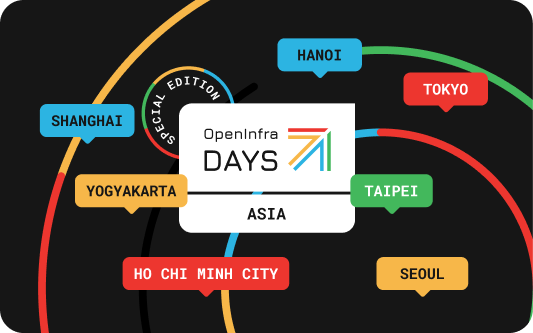 HANOI
TOKYO
SPECIAL EDITION
SHANGHAI
OpenInfra
DAYS
YOGYAKARTA
TAIPEI
ASIA
HO CHI MINH CITY
SEOUL